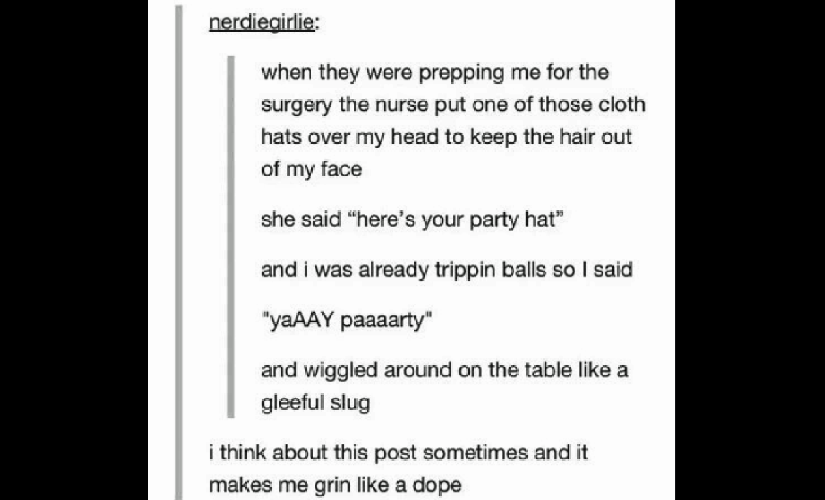 nerdiegirlie:
when they were prepping me for the
surgery the nurse put one of those cloth
hats over my head to keep the hair out
of my face
she said “here’s your party hat”
and i was already trippin balls so I said
"yaAAY paaaarty"
and wiggled around on the table like a
gleeful slug
i think about this post sometimes and it
makes me grin like a dope